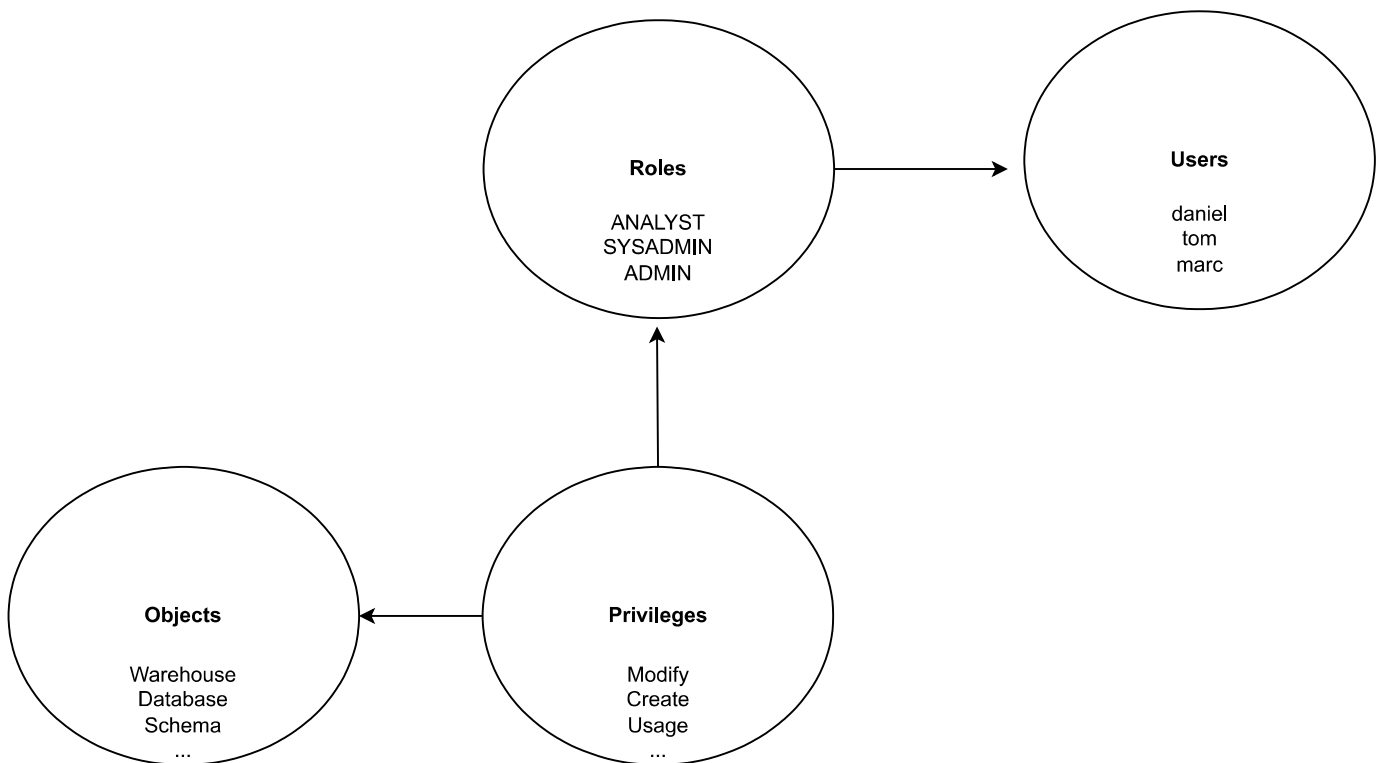 Roles
ANALYST
SYSADMIN
ADMIN
Users
daniel
tom
marc
Objects
Warehouse
Database
Schema
...
Privileges
Modify
Create
Usage
...